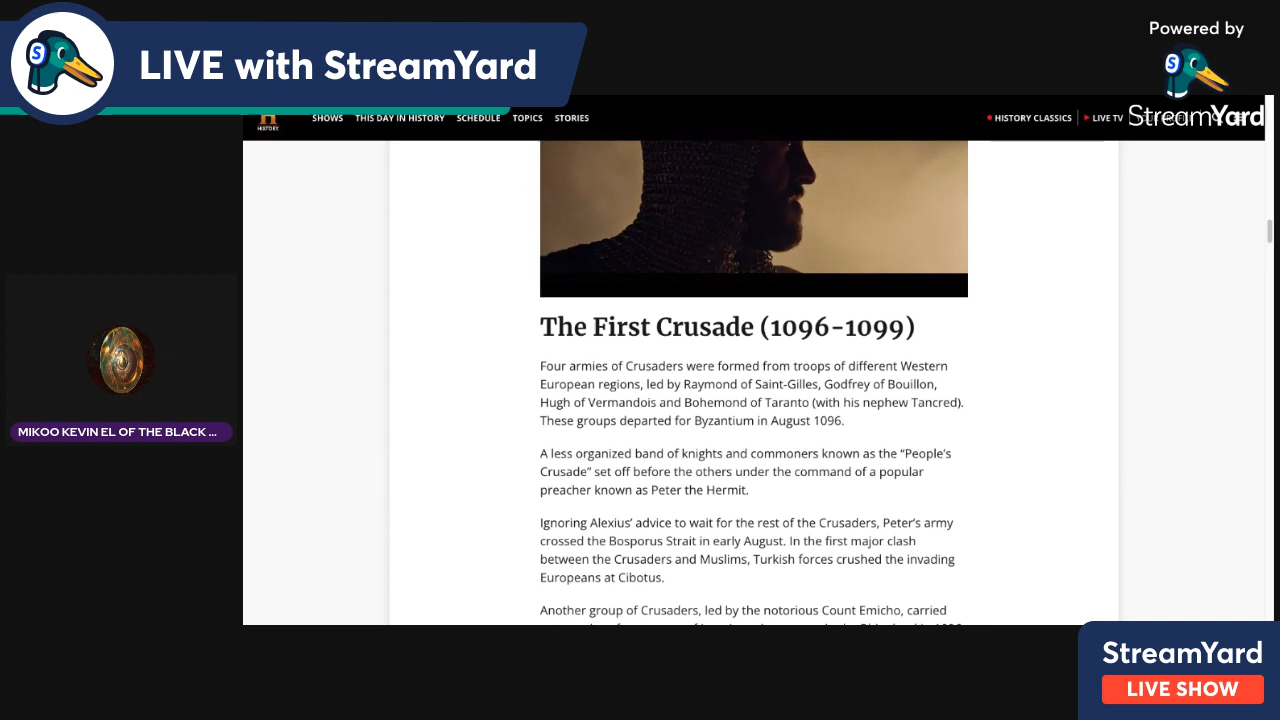 LIVE with StreamYard
Powered by
StreamYard
HISTORY
SHOWS THIS DAY IN HISTORY SCHEDULE TOPICS STORIES
HISTORY CLASSICS LIVE TV
The First Crusade (1096-1099)
Four armies of Crusaders were formed from troops of different Western
European regions, led by Raymond of Saint-Gilles, Godfrey of Bouillon,
Hugh of Vermandois and Bohemond of Taranto (with his nephew Tancred).
These groups departed for Byzantium in August 1096.
A less organized band of knights and commoners known as the “People’s
Crusade” set off before the others under the command of a popular
preacher known as Peter the Hermit.
Ignoring Alexius’ advice to wait for the rest of the Crusaders, Peter’s army
crossed the Bosporus Strait in early August. In the first major clash
between the Crusaders and Muslims, Turkish forces crushed the invading
Europeans at Cibotus.
Another group of Crusaders, led by the notorious Count Emicho, carried
MIKOO KEVIN EL OF THE BLACK ...
StreamYard
LIVE SHOW